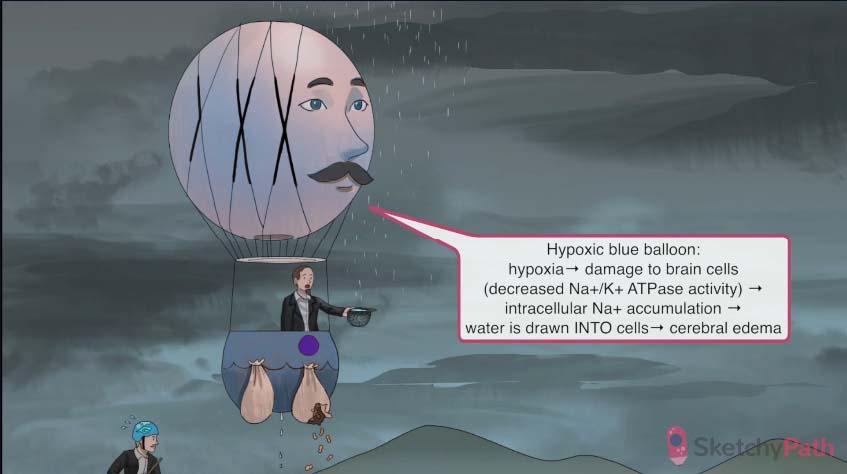 Hypoxic blue balloon:
hypoxia→ damage to brain cells
(decreased Na+/K+ ATPase activity) →
intracellular Na+ accumulation →
water is drawn INTO cells→ cerebral edema
SketchyPath